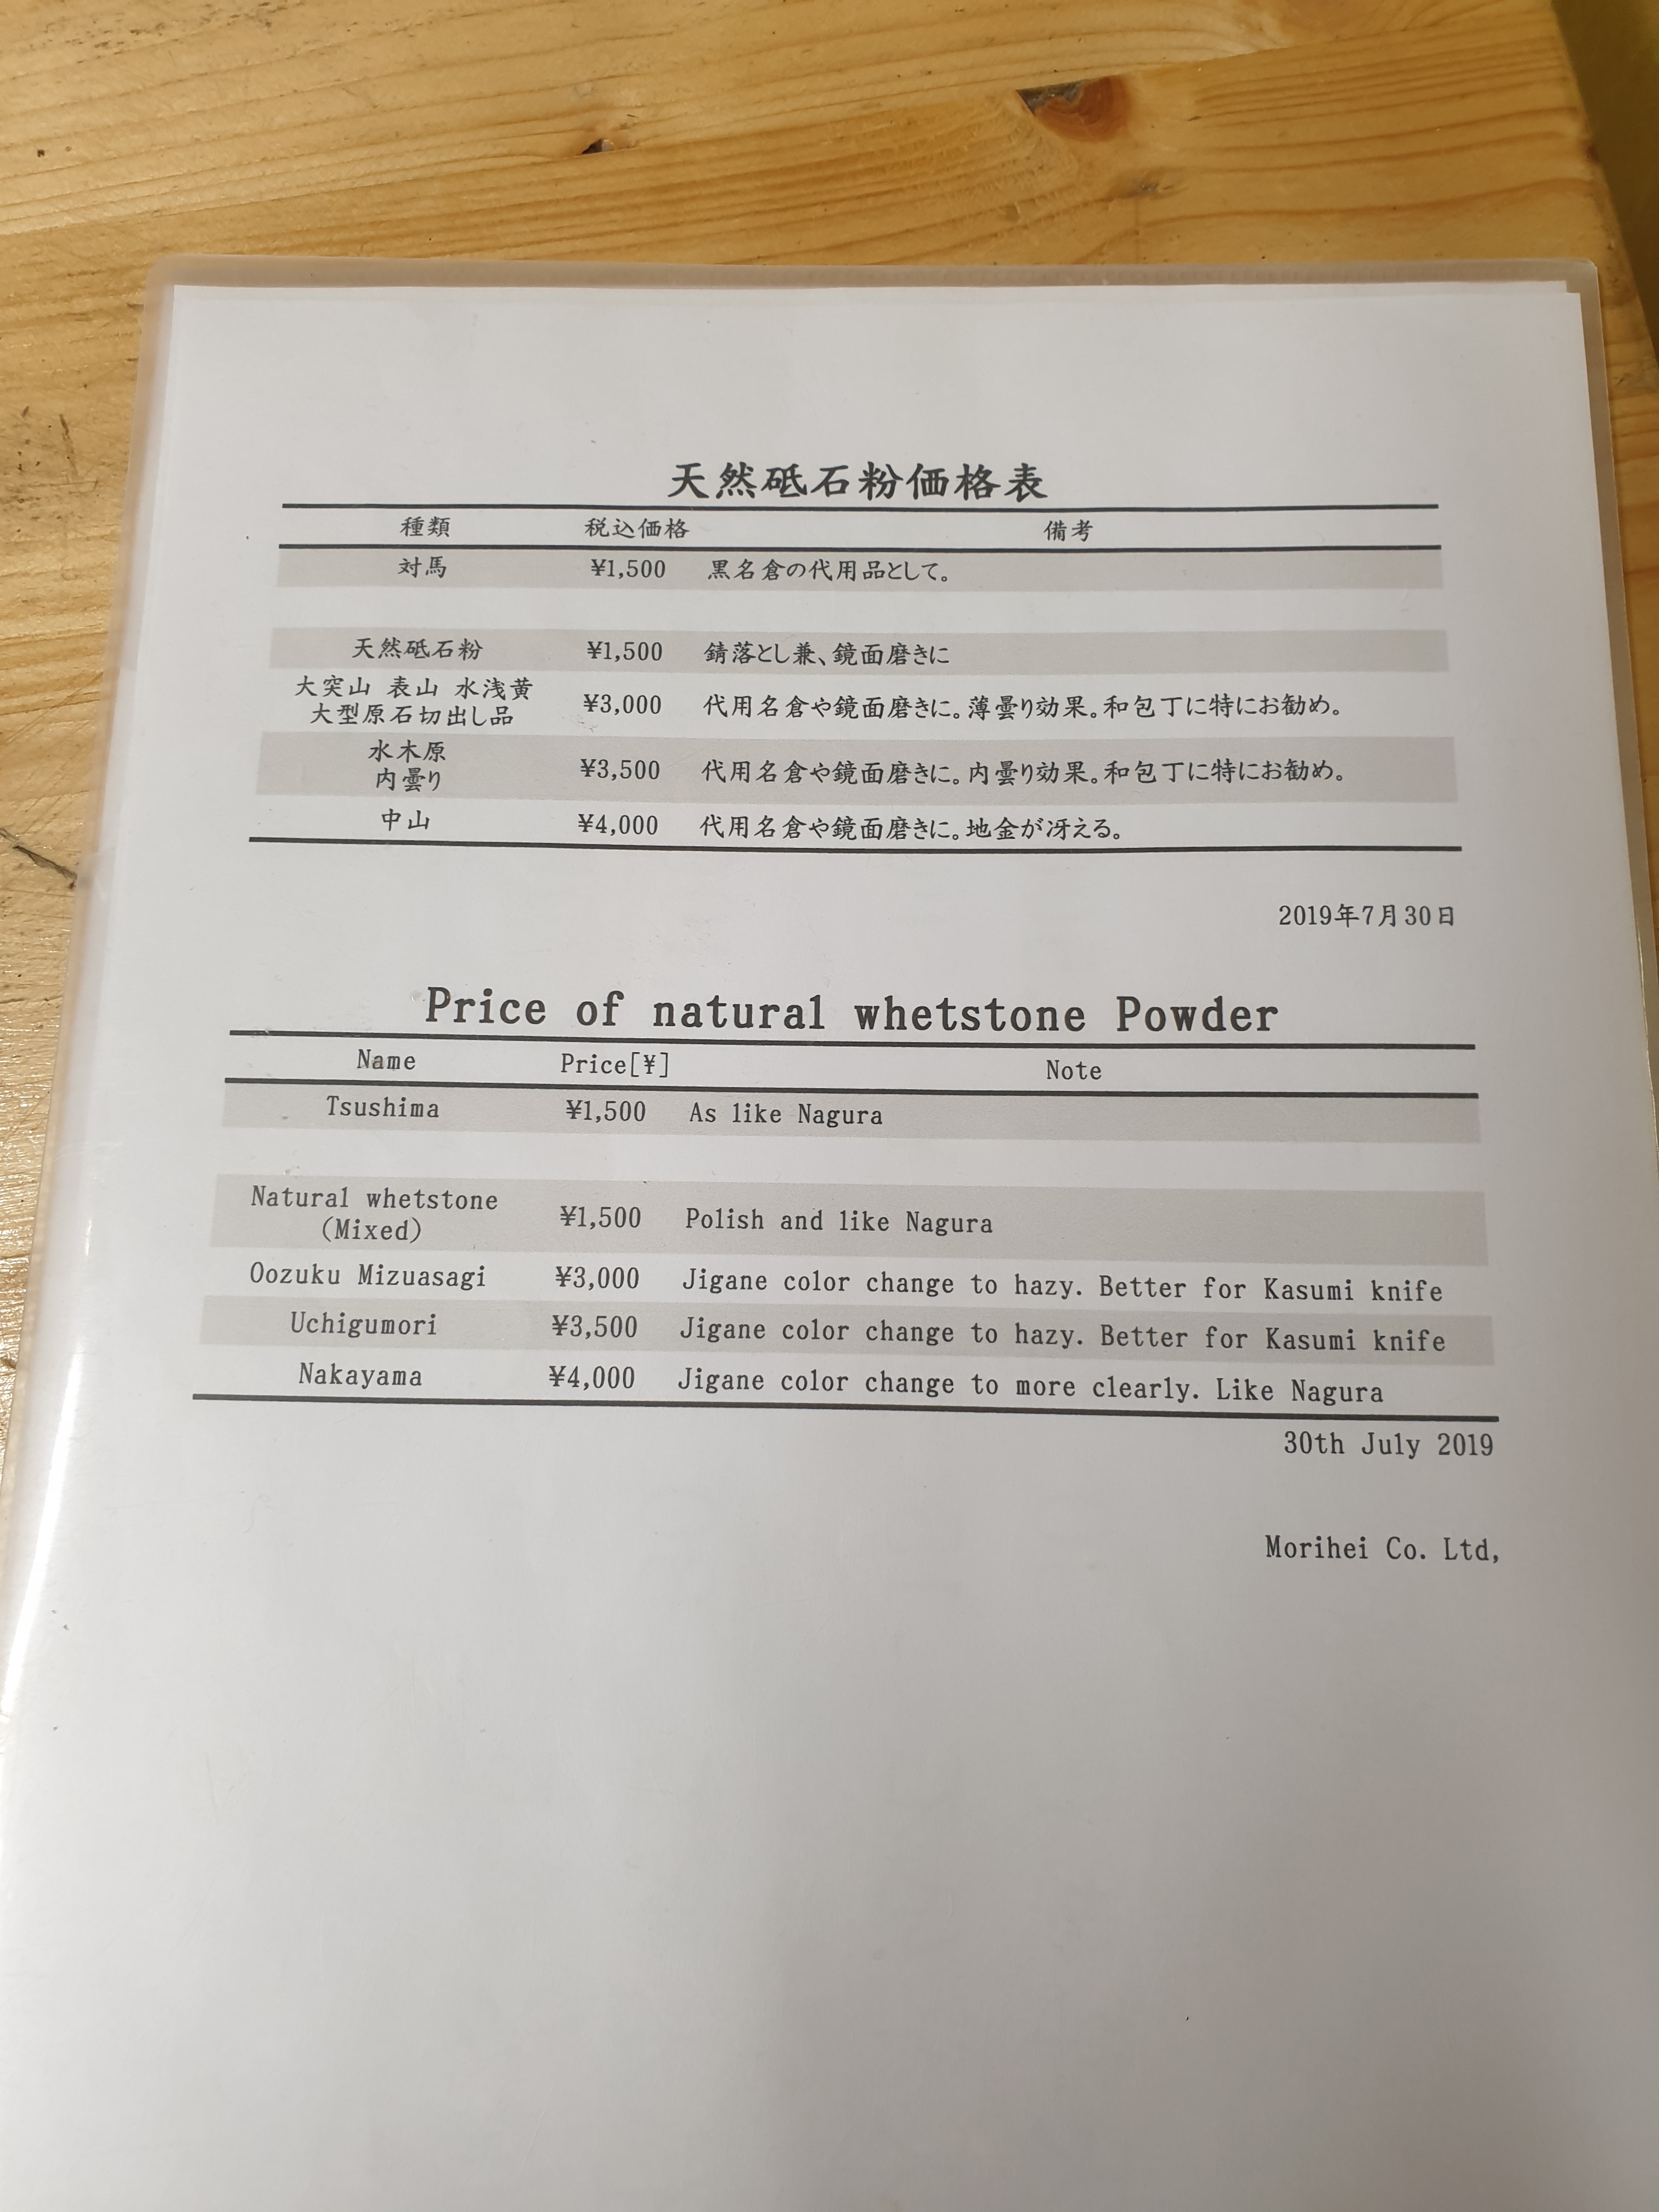 天然砥石粉価格表
種類 税込価格 備考
対馬 ¥1,500 黒名倉の代用品として。
天然砥石粉 ¥1,500 錆落とし兼、鏡面磨きに
大突山 表山 水浅黄
大型原石切出し品 ¥3,000 代用名倉や鏡面磨きに。薄曇り効果。和包丁に特にお勧め。
水木原
内曇り ¥3,500 代用名倉や鏡面磨きに。内曇り効果。和包丁に特にお勧め。
中山 ¥4,000 代用名倉や鏡面磨きに。地金が冴える。
2019年7月30日
Price of natural whetstone Powder
Name Price[¥] Note
Tsushima ¥1,500 As like Nagura
Natural whetstone
(Mixed) ¥1,500 Polish and like Nagura
Oozuku Mizuasagi ¥3,000 Jigane color change to hazy. Better for Kasumi knife
Uchigumori ¥3,500 Jigane color change to hazy. Better for Kasumi knife
Nakayama ¥4,000 Jigane color change to more clearly. Like Nagura
30th July 2019
Morihei Co. Ltd,